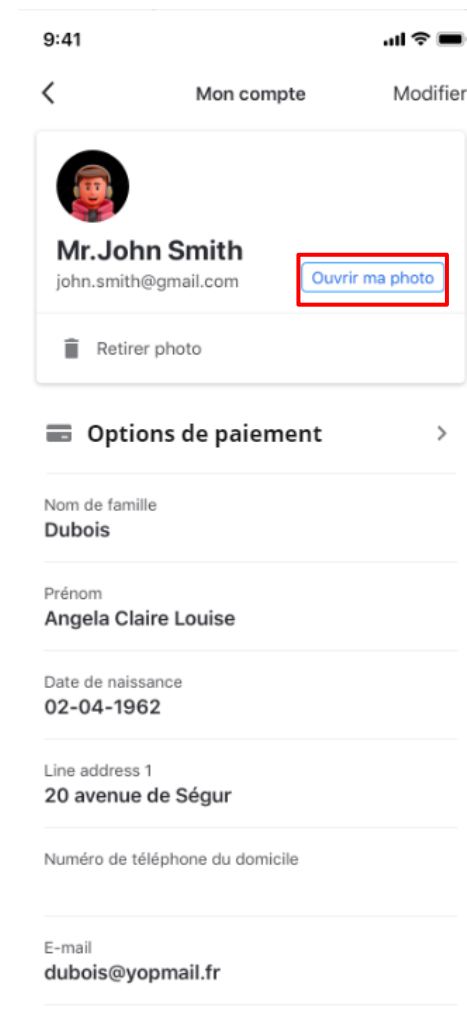 9:41
Mon compte
Modifier
Mr.John Smith
john.smith@gmail.com
Ouvrir ma photo
Retirer photo
Options de paiement
Nom de famille
Dubois
Prénom
Angela Claire Louise
Date de naissance
02-04-1962
Line address 1
20 avenue de Ségur
Numéro de téléphone du domicile
E-mail
dubois@yopmail.fr